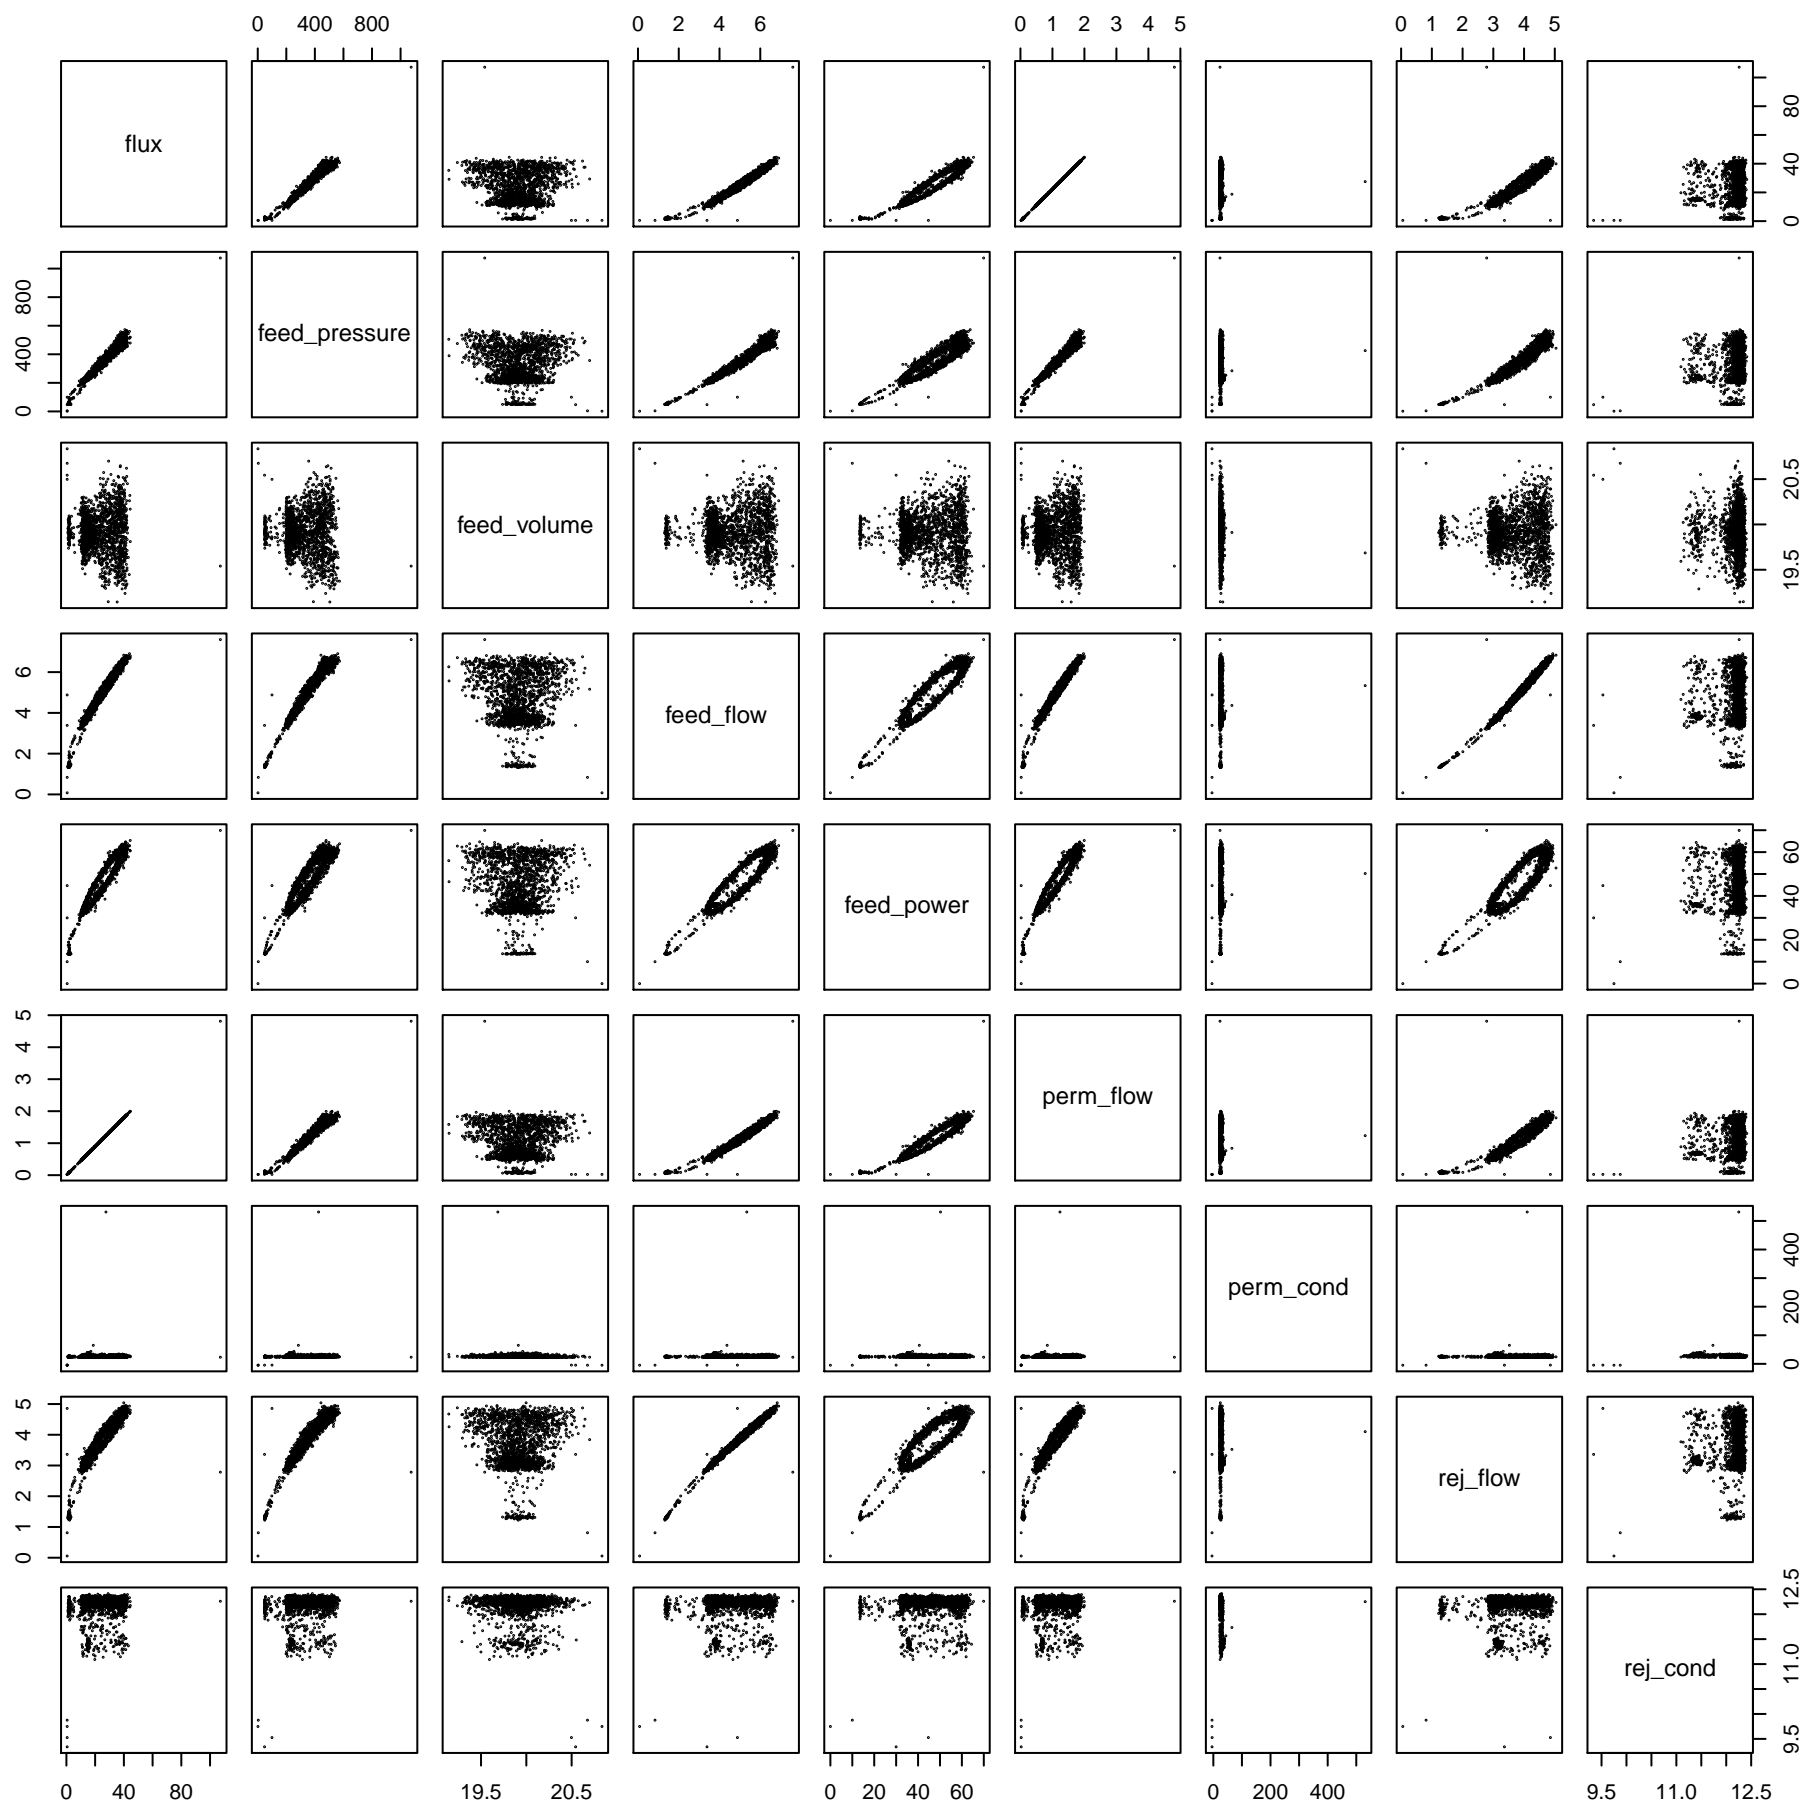 0 400 800 0 2 4 6 0 1 2 3 4 5 0 1 2 3 4 5
flux
0 40 80
feed_pressure
0 400 800
feed_volume
19.5 20.5
feed_flow
0 2 4 6
feed_power
0 20 40 60
perm_flow
0 1 2 3 4 5
perm_cond
0 200 400
rej_flow
0 1 2 3 4 5
rej_cond
9.5 11.0 12.5
0 40 80 19.5 20.5 0 20 40 60 0 200 400 9.5 11.0 12.5